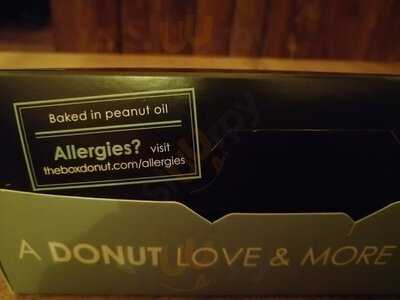 Baked in peanut oil
Allergies? visit
theboxdonut.com/allergies
A DONUT LOVE & MORE